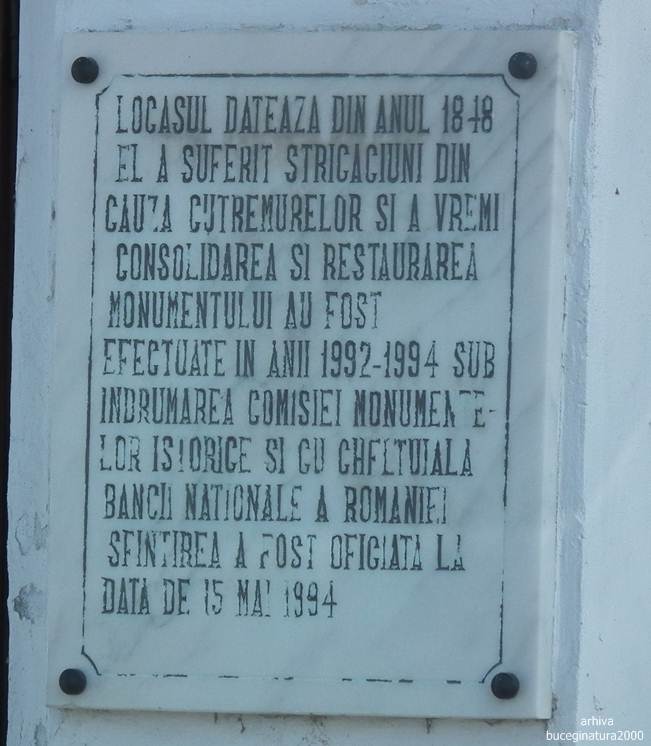 LOCASUL DATEAZA DIN ANUL 1848
EL A SUFERIT STRICACIUNI DIN
CAUZA CUTREMURELOR SI A VREMI
CONSOLIDAREA SI RESTAURAREA
MONUMENTULUI AU FOST
EFECTUATE IN ANII 1992-1994 SUB
INDRUMAREA COMISIEI MONUMENTE-
LOR ISTORICE SI CU CHELTUIALA
BANCII NATIONALE A ROMANIEI
SFINTIREA A FOST OFICIATA LA
DATA DE 15 MAI 1994
arhiva
buceginatura2000